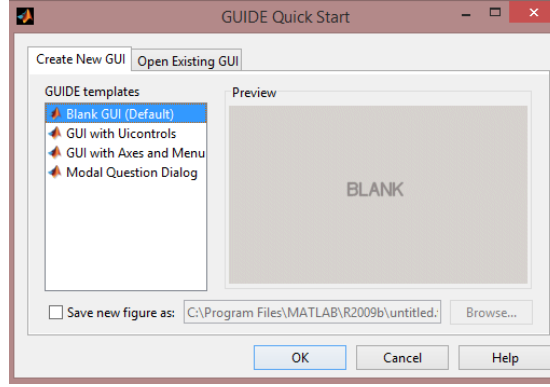 GUIDE Quick Start
Create New GUI
Open Existing GUI
GUIDE templates
Preview
Blank GUI (Default)
GUI with Uicontrols
GUI with Axes and Menu
Modal Question Dialog
BLANK
Save new figure as:
C:\Program Files\MATLAB\R2009b\untitled.
Browse...
OK
Cancel
Help